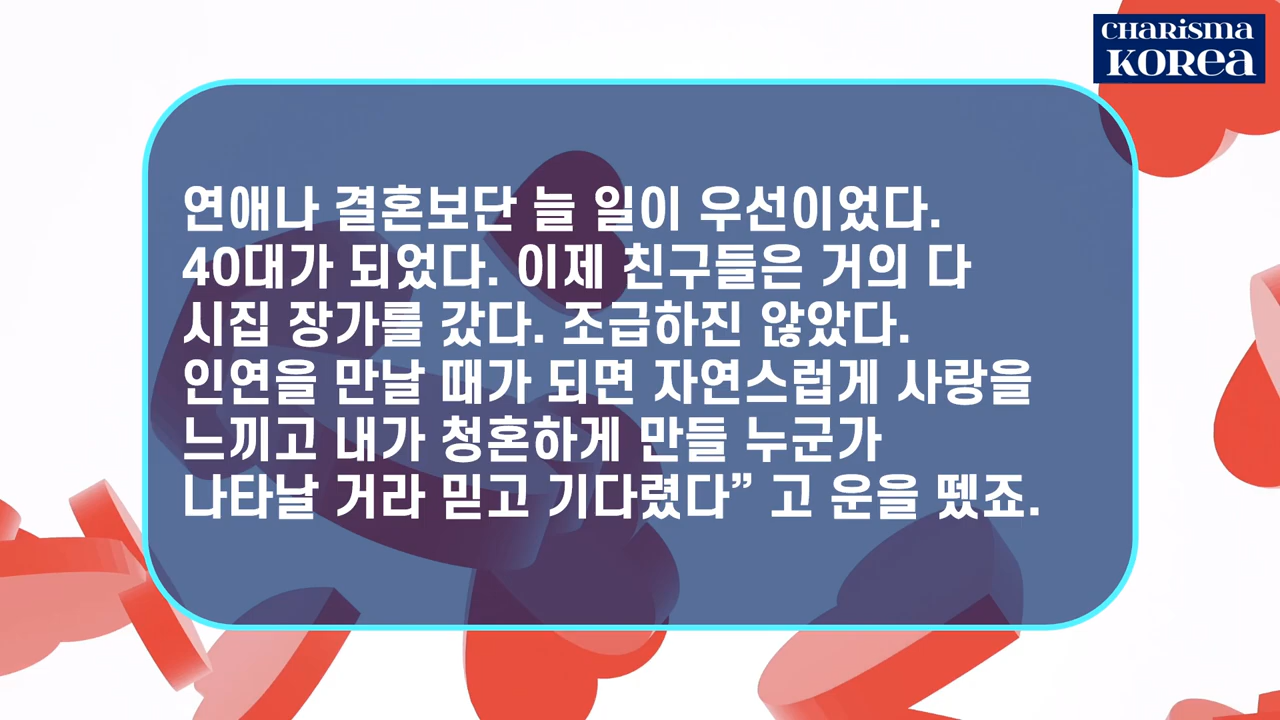 CHARISMA
KOREA
연애나 결혼보단 늘 일이 우선이었다.
40대가 되었다. 이제 친구들은 거의 다
시집 장가를 갔다. 조급하진 않았다.
인연을 만날 때가 되면 자연스럽게 사랑을
느끼고 내가 청혼하게 만들 누군가
나타날 거라 믿고 기다렸다” 고 운을 뗐죠.